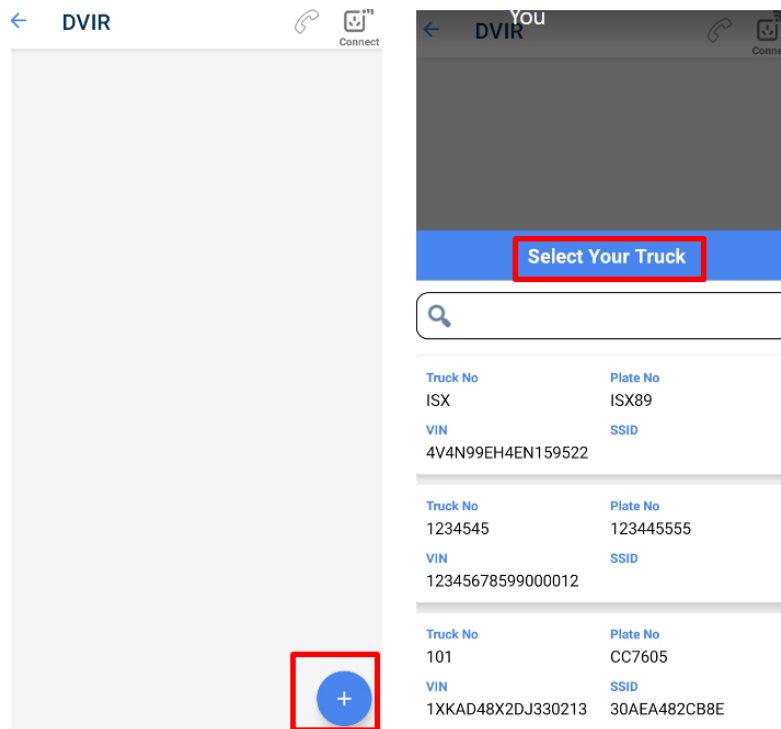 DVIR
Connect
+
You
DVIR
Select Your Truck
Truck No Plate No
ISX ISX89
VIN SSID
4V4N99EH4EN159522
Truck No Plate No
1234545 123445555
VIN SSID
12345678599000012
Truck No Plate No
101 CC7605
VIN SSID
1XKAD48X2DJ330213 30AEA482CB8E